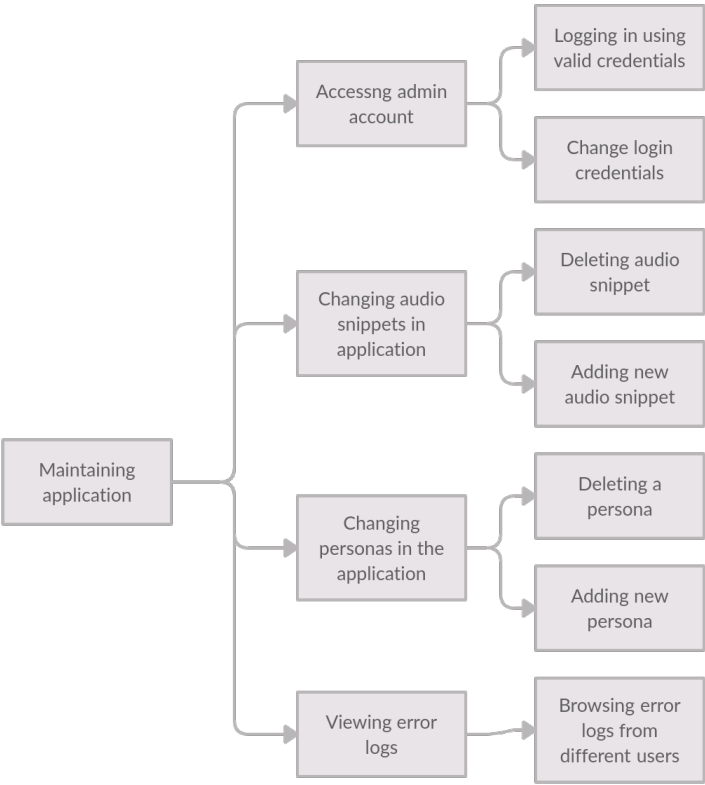 Logging in using
valid credentials
Accessng admin
account
Change login
credentials
Deleting audio
snippet
Changing audio
snippets in
application
Adding new
audio snippet
Maintaining
application
Deleting a
persona
Changing
personas in the
application
Adding new
persona
Viewing error
logs
Browsing error
logs from
different users